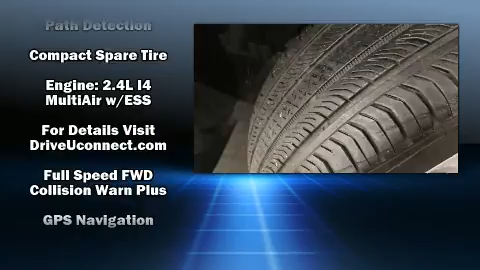 Path Detection
Compact Spare Tire
Engine: 2.4L I4
MultiAir w/ESS
For Details Visit
DriveUconnect.com
Full Speed FWD
Collision Warn Plus
GPS Navigation